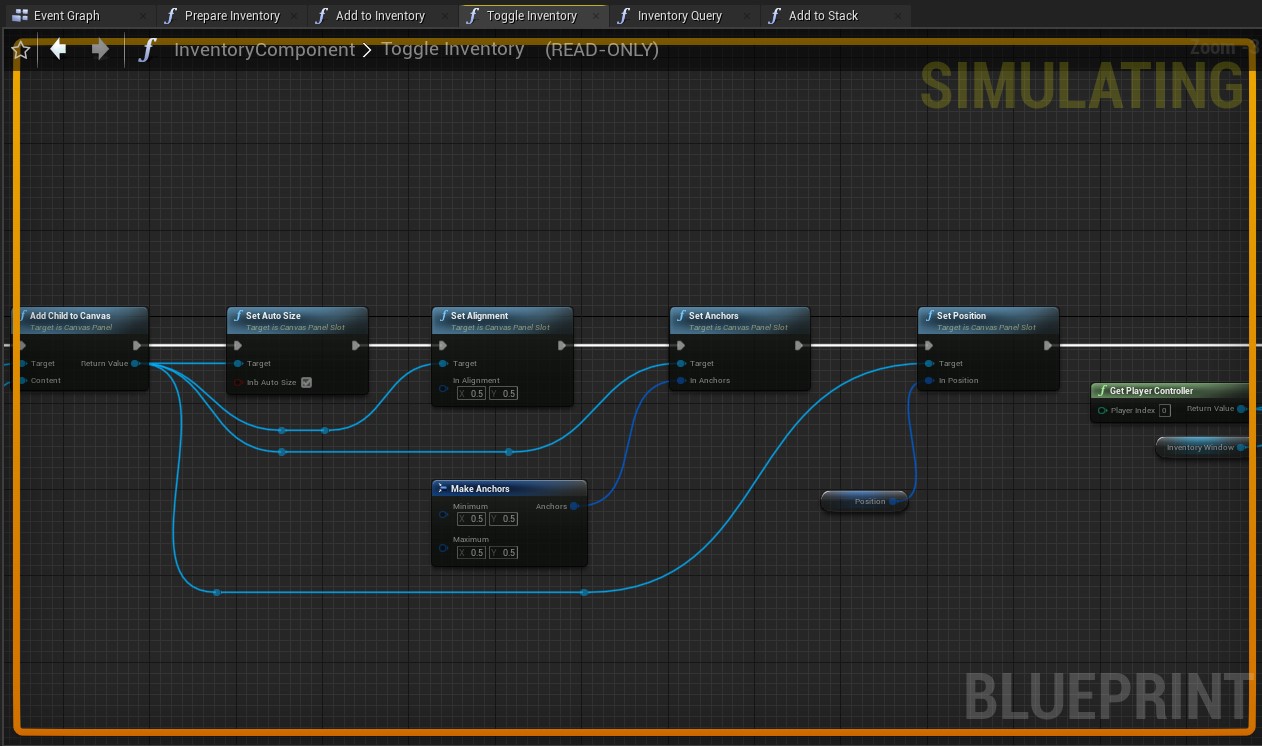 Event Graph
Prepare Inventory
Add to Inventory
Toggle Inventory
Inventory Query
Add to Stack
InventoryComponent > Toggle Inventory (READ-ONLY)
Zoom -3
SIMULATING
Add Child to Canvas
Target is Canvas Panel
Target Return Value
Content
Set Auto Size
Target is Canvas Panel Slot
Target
Inb Auto Size
Set Alignment
Target is Canvas Panel Slot
Target
In Alignment
X 0.5 Y 0.5
Set Anchors
Target is Canvas Panel Slot
Target
In Anchors
Set Position
Target is Canvas Panel Slot
Target
In Position
Get Player Controller
Player Index 0 Return Value
Inventory Window
Make Anchors
Minimum Anchors
X 0.5 Y 0.5
Maximum
X 0.5 Y 0.5
Position
BLUEPRINT